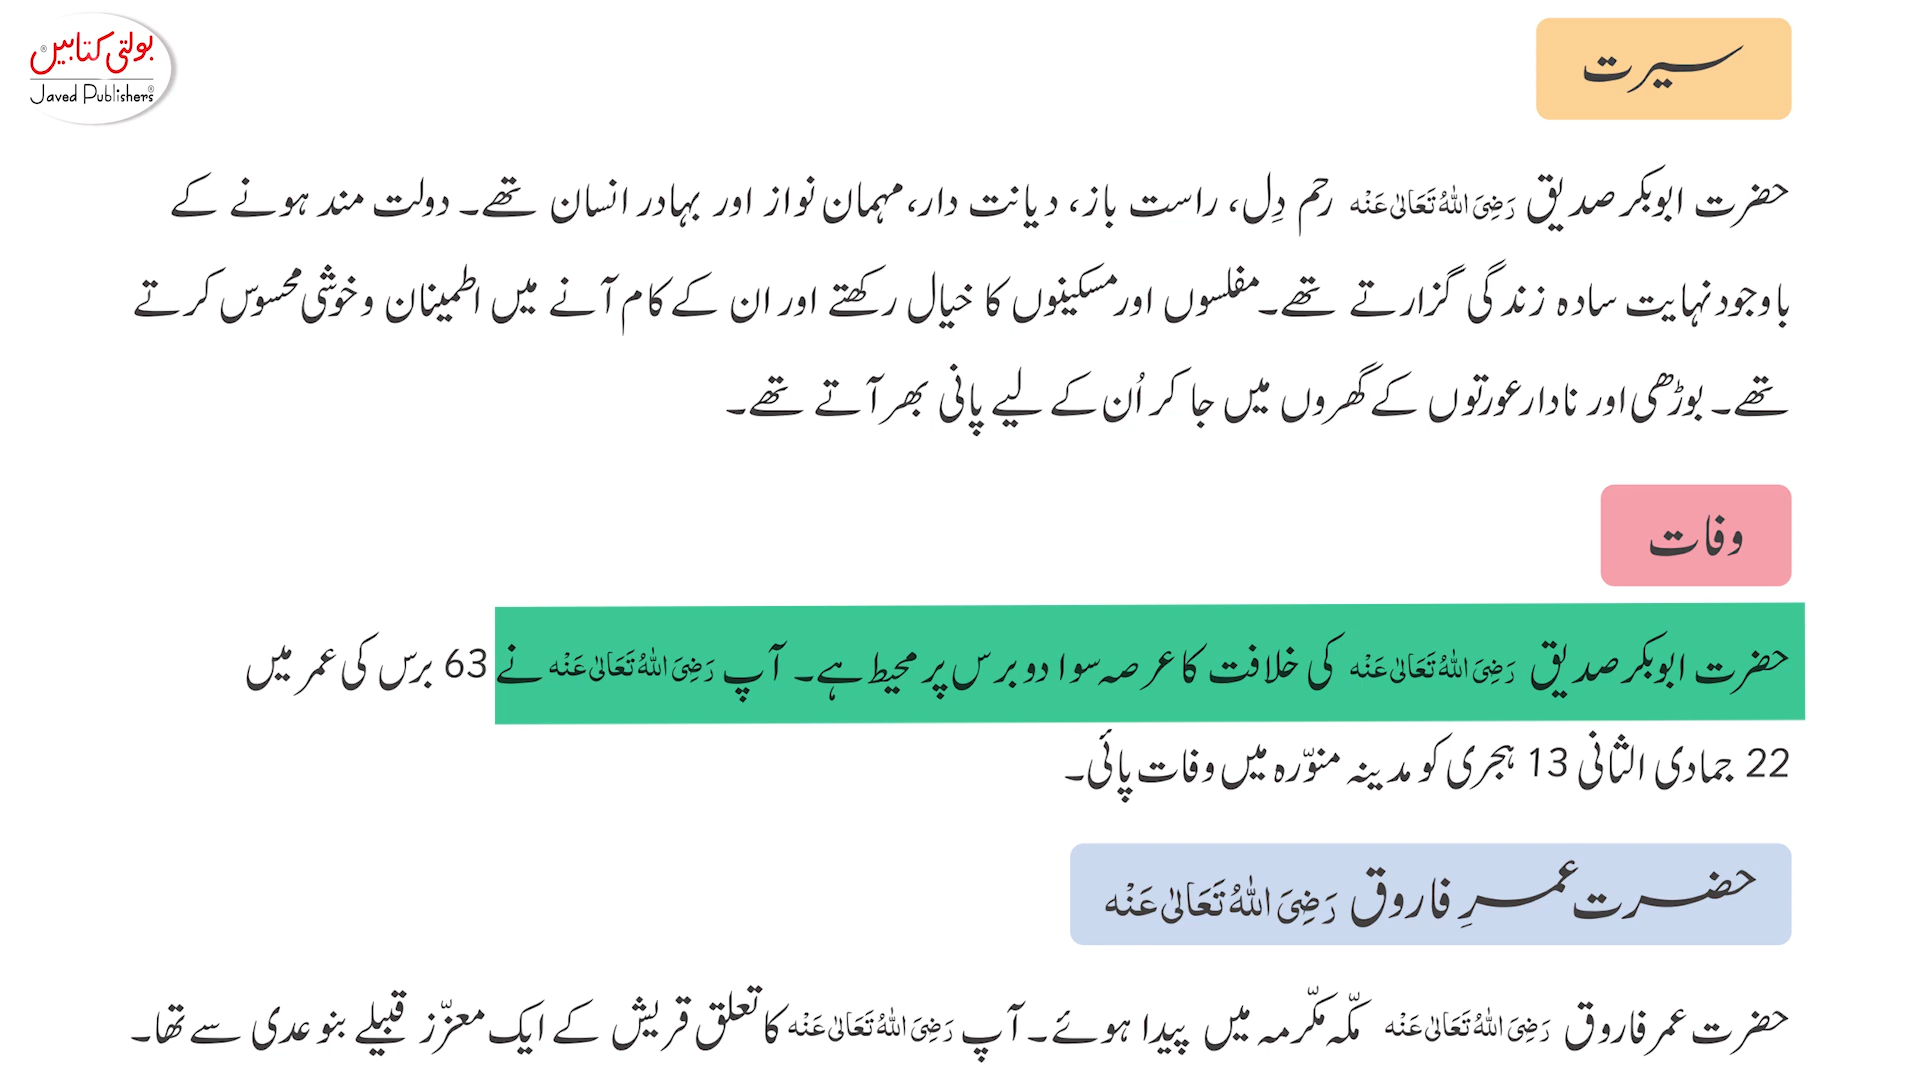 بولتی کتابیں®
Javed Publishers®
سیرت
حضرت ابوبکر صدیق رَضِیَ اللّٰہُ تَعَالٰی عَنْہ رحم دِل، راست باز، دیانت دار، مہمان نواز اور بہادر انسان تھے۔ دولت مند ہونے کے
باوجود نہایت سادہ زندگی گزارتے تھے۔ مفلسوں اور مسکینوں کا خیال رکھتے اور ان کے کام آنے میں اطمینان و خوشی محسوس کرتے
تھے۔ بوڑھی اور نادار عورتوں کے گھروں میں جا کر اُن کے لیے پانی بھر آتے تھے۔
وفات
حضرت ابوبکر صدیق رَضِیَ اللّٰہُ تَعَالٰی عَنْہ کی خلافت کا عرصہ سوا دو برس پر محیط ہے۔ آپ رَضِیَ اللّٰہُ تَعَالٰی عَنْہ نے 63 برس کی عمر میں
22 جمادی الثانی 13 ہجری کو مدینہ منوّرہ میں وفات پائی۔
حضرت عمرِ فاروق رَضِیَ اللّٰہُ تَعَالٰی عَنْہ
حضرت عمر فاروق رَضِیَ اللّٰہُ تَعَالٰی عَنْہ مکّہ مکرّمہ میں پیدا ہوئے۔ آپ رَضِیَ اللّٰہُ تَعَالٰی عَنْہ کا تعلق قریش کے ایک معزّز قبیلے بنو عدی سے تھا۔